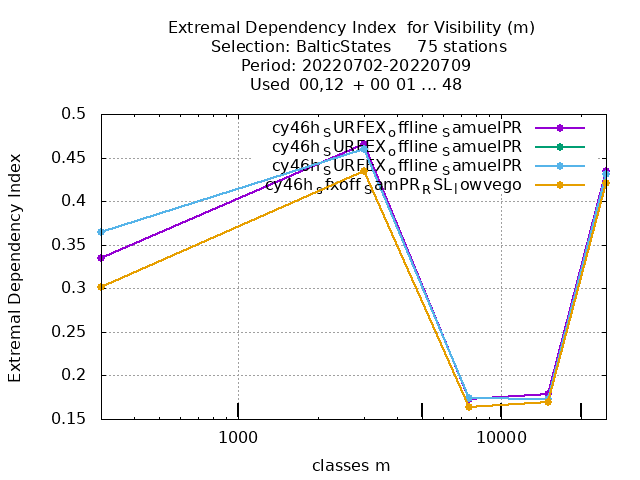 Extremal Dependency Index  for Visibility (m)
Selection: BalticStates     75 stations
Period: 20220702-20220709
Used  00,12  + 00 01 ... 48
0.5
0.45
0.4
0.35
0.3
0.25
0.2
0.15
Extremal Dependency Index
cy46h_SURFEX_offline_SamuelPR
cy46h_SURFEX_offline_SamuelPR
cy46h_SURFEX_offline_SamuelPR
cy46h_sfxoff_SamPR_RSL_lowvego
1000
10000
classes m